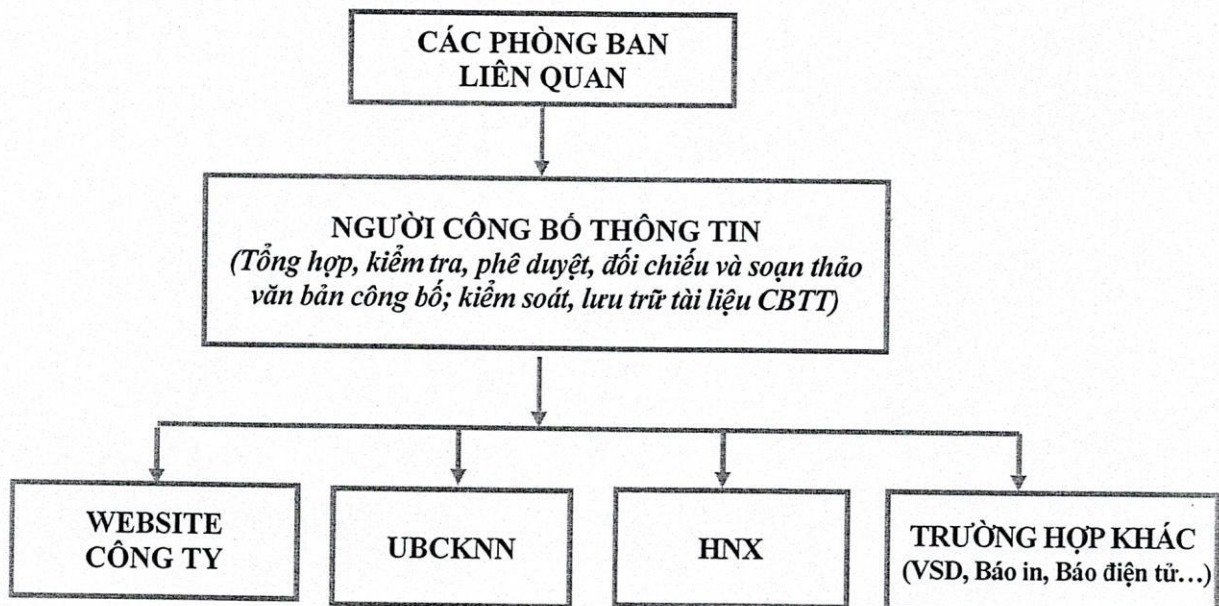 CÁC PHÒNG BAN
LIÊN QUAN
NGƯỜI CÔNG BỐ THÔNG TIN
(Tổng hợp, kiểm tra, phê duyệt, đối chiếu và soạn thảo
văn bản công bố; kiểm soát, lưu trữ tài liệu CBTT)
WEBSITE
CÔNG TY
UBCKNN
HNX
TRƯỜNG HỢP KHÁC
(VSD, Báo in, Báo điện tử...)